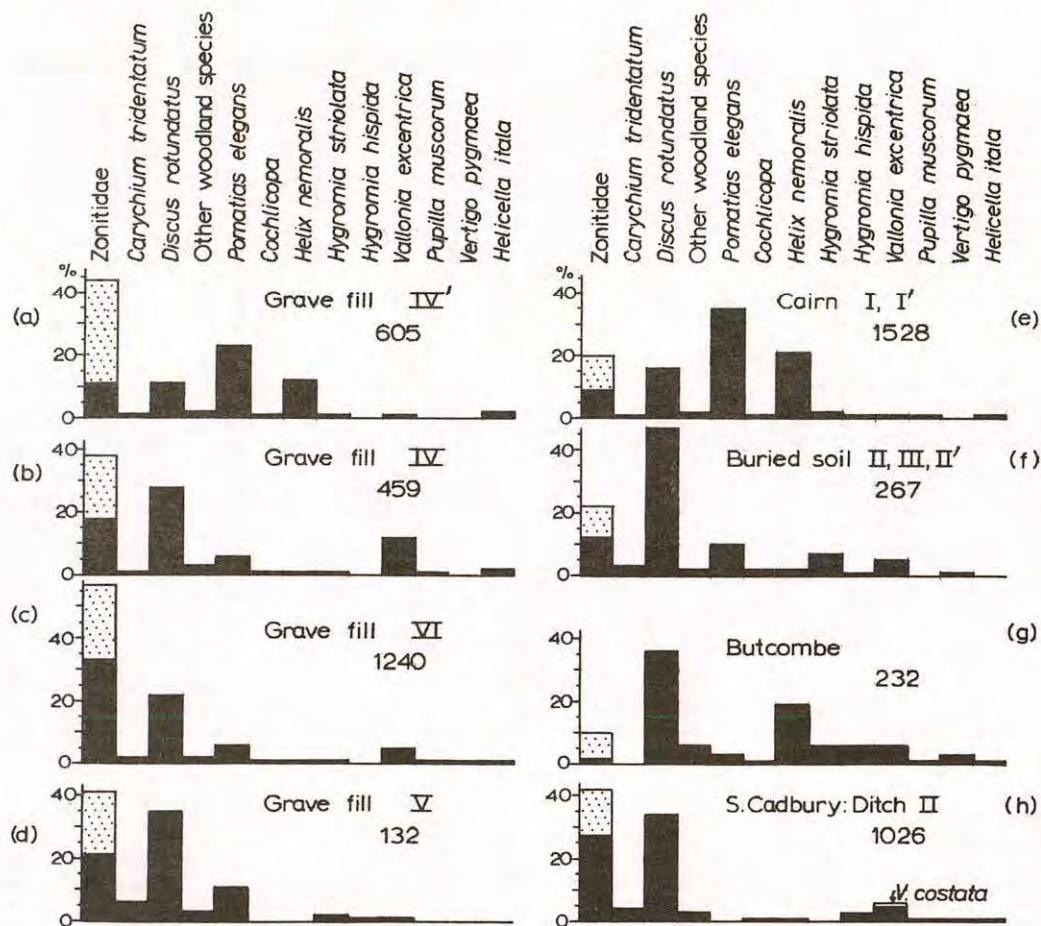 Zonitidae
Carychium tridentatum
Discus rotundatus
Other woodland species
Pomatias elegans
Cochlicopa
Helix nemoralis
Hygromia striolata
Hygromia hispida
Vallonia excentrica
Pupilla muscorum
Vertigo pygmaea
Helicella itala
Zonitidae
Carychium tridentatum
Discus rotundatus
Other woodland species
Pomatias elegans
Cochlicopa
Helix nemoralis
Hygromia striolata
Hygromia hispida
Vallonia excentrica
Pupilla muscorum
Vertigo pygmaea
Helicella itala
(a)
%
40
20
0
Grave fill IV'
605
%
40
20
0
Cairn I, I'
1528
(e)
(b)
40
20
0
Grave fill IV
459
40
20
0
Buried soil II, III, II'
267
(f)
(c)
40
20
0
Grave fill VI
1240
40
20
0
Butcombe
232
(g)
(d)
40
20
0
Grave fill V
132
40
20
0
S. Cadbury: Ditch II
1026
V. costata
(h)